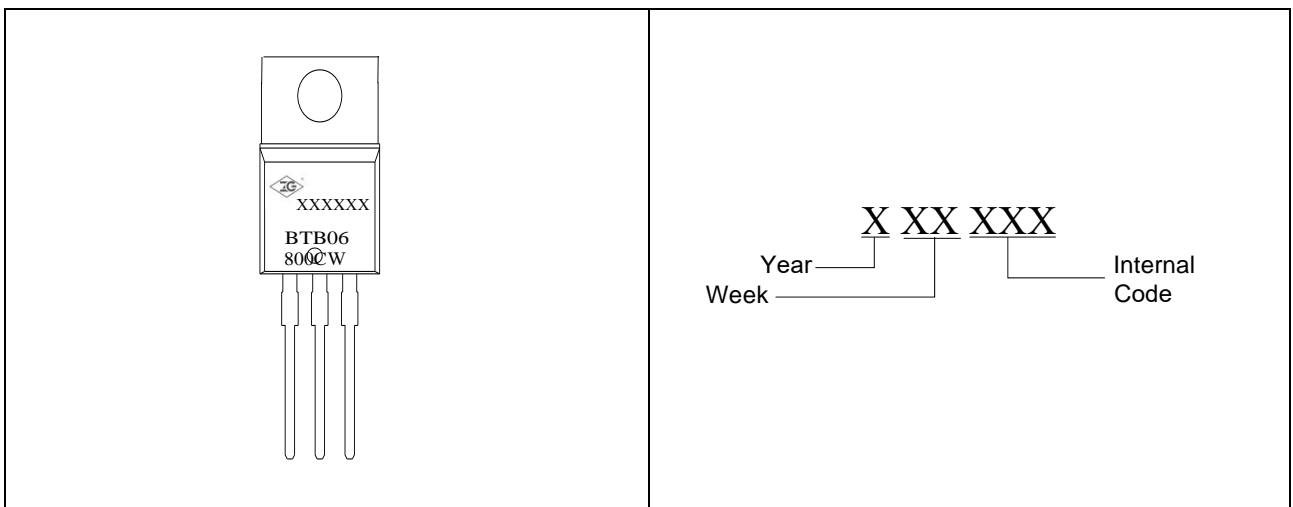 XXXXXX
BTB06
800CW
X XX XXX
Year
Week
Internal
Code